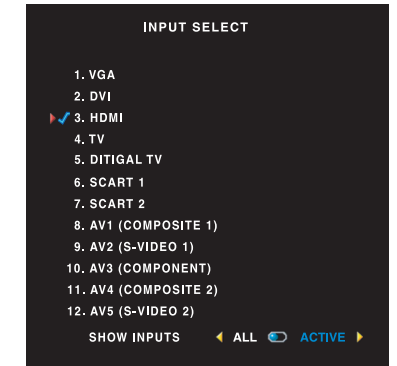 INPUT SELECT
1. VGA
2. DVI
3. HDMI
4. TV
5. DITIGAL TV
6. SCART 1
7. SCART 2
8. AV1 (COMPOSITE 1)
9. AV2 (S-VIDEO 1)
10. AV3 (COMPONENT)
11. AV4 (COMPOSITE 2)
12. AV5 (S-VIDEO 2)
SHOW INPUTS ALL ACTIVE